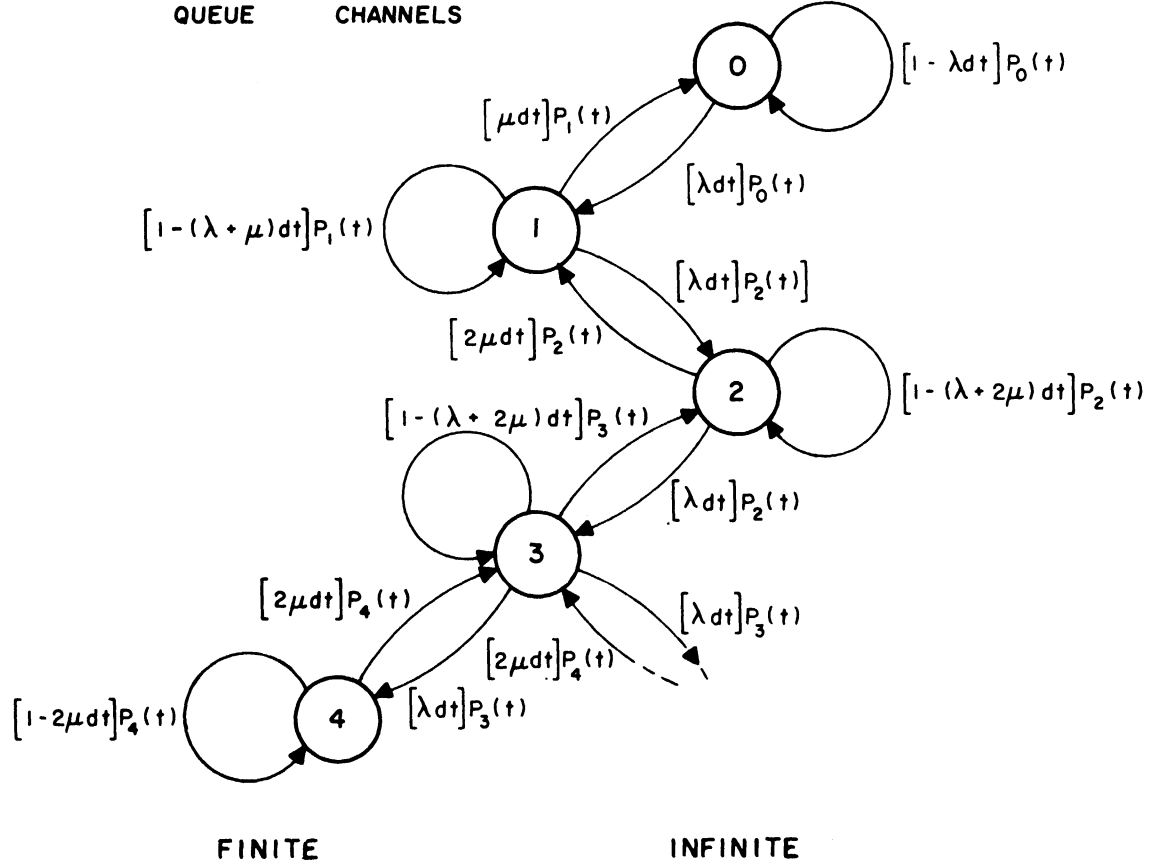 QUEUE CHANNELS
0
[1 - λdt]P₀(t)
[μdt]P₁(t)
[λdt]P₀(t)
[1-(λ + μ)dt]P₁(t)
1
[λdt]P₂(t)]
[2μdt]P₂(t)
2
[1-(λ + 2μ)dt]P₂(t)
[1-(λ + 2μ)dt]P₃(t)
[λdt]P₂(t)
3
[2μdt]P₄(t)
[λdt]P₃(t)
[2μdt]P₄(t)
[1-2μdt]P₄(t)
4
[λdt]P₃(t)
FINITE INFINITE